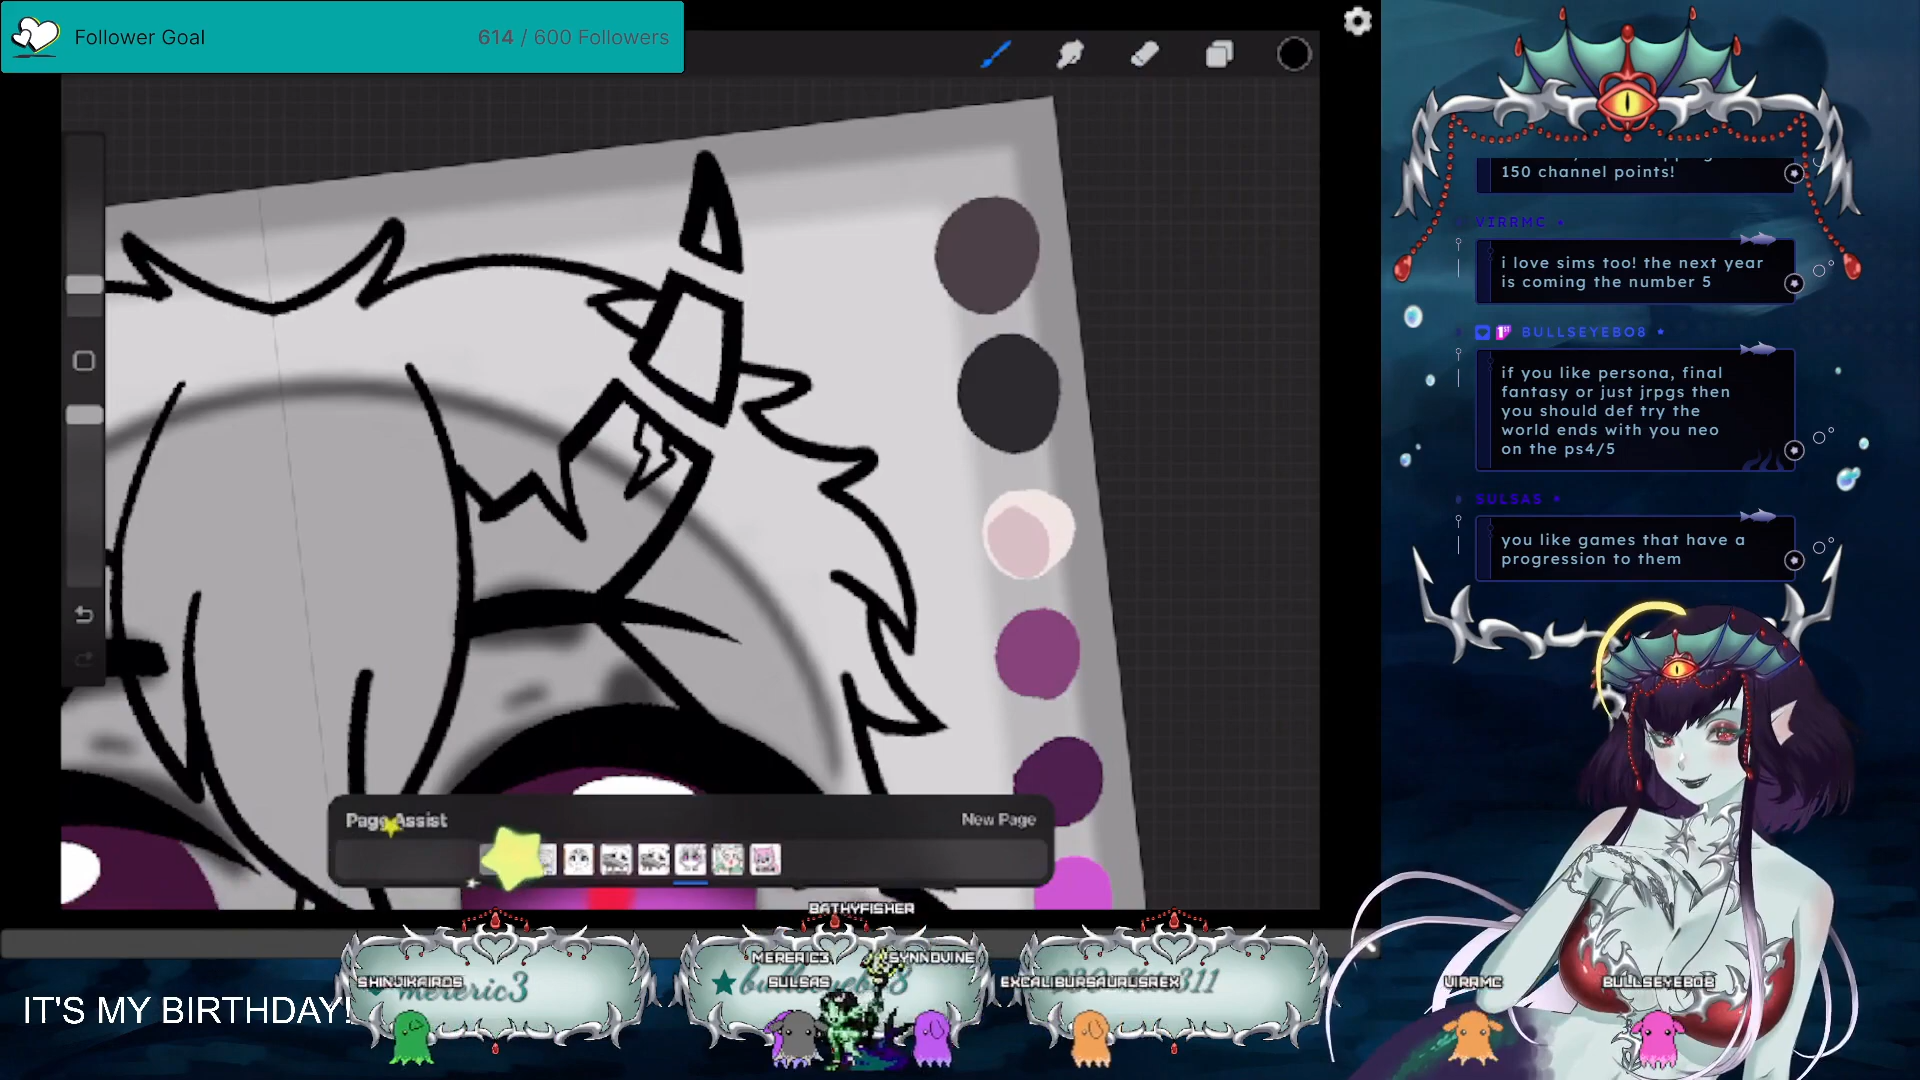 Follower Goal
614 / 600 Followers
150 channel points!
VIRRMC
i love sims too! the next year
is coming the number 5
BULLSEYEBO8
if you like persona, final
fantasy or just jrpgs then
you should def try the
world ends with you neo
on the ps4/5
SULSAS
you like games that have a
progression to them
Page Assist
New Page
BATHYFISHER
MERERIC3
SYNNOVINE
SHINJIKAIROS
SULSAS
EXCALIBURSAURUSREX
311
VIRRMC
BULLSEYEBO8
mereric3
IT'S MY BIRTHDAY!